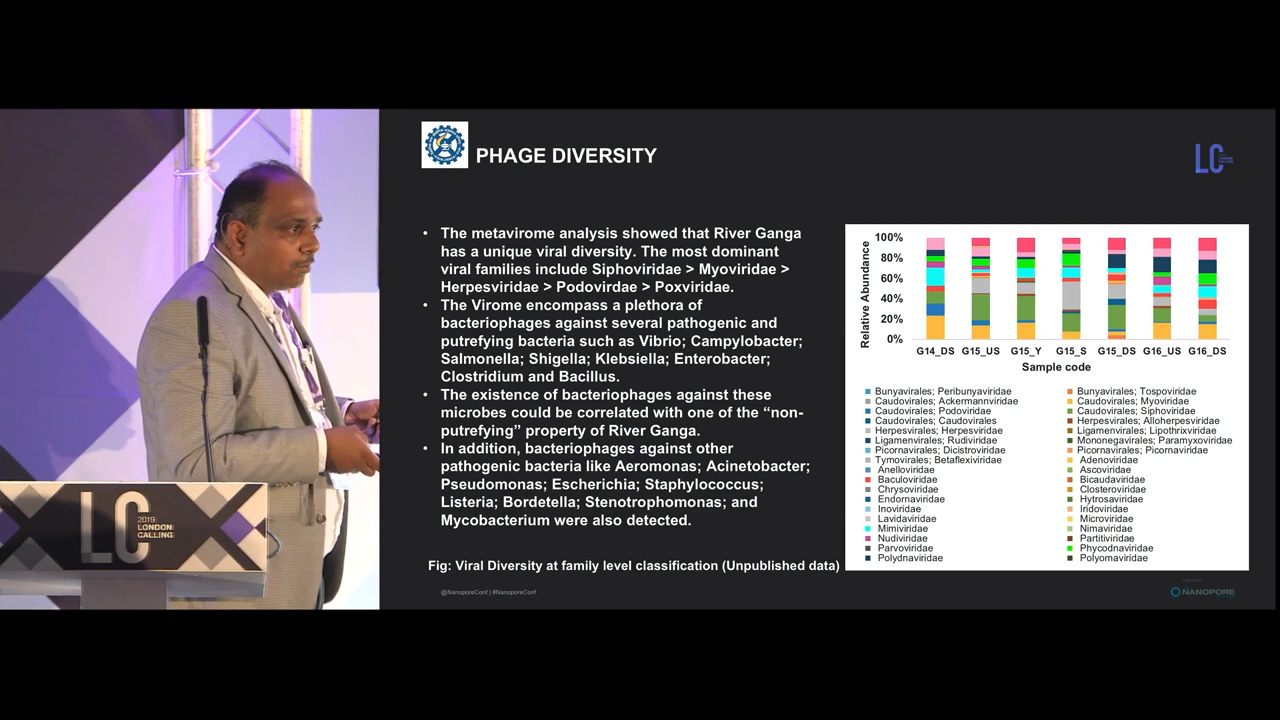 PHAGE DIVERSITY
LC
LONDON
CALLING
• The metavirome analysis showed that River Ganga
has a unique viral diversity. The most dominant
viral families include Siphoviridae > Myoviridae >
Herpesviridae > Podovirdae > Poxviridae.
• The Virome encompass a plethora of
bacteriophages against several pathogenic and
putrefying bacteria such as Vibrio; Campylobacter;
Salmonella; Shigella; Klebsiella; Enterobacter;
Clostridium and Bacillus.
• The existence of bacteriophages against these
microbes could be correlated with one of the “non-
putrefying” property of River Ganga.
• In addition, bacteriophages against other
pathogenic bacteria like Aeromonas; Acinetobacter;
Pseudomonas; Escherichia; Staphylococcus;
Listeria; Bordetella; Stenotrophomonas; and
Mycobacterium were also detected.
Relative Abundance
100%
80%
60%
40%
20%
0%
G14_DS G15_US G15_Y G15_S G15_DS G16_US G16_DS
Sample code
Bunyavirales; Peribunyaviridae Bunyavirales; Tospoviridae
Caudovirales; Ackermannviridae Caudovirales; Myoviridae
Caudovirales; Podoviridae Caudovirales; Siphoviridae
Caudovirales; Caudovirales Herpesvirales; Alloherpesviridae
Herpesvirales; Herpesviridae Ligamenvirales; Lipothrixviridae
Ligamenvirales; Rudiviridae Mononegavirales; Paramyxoviridae
Picornavirales; Dicistroviridae Picornavirales; Picornaviridae
Tymovirales; Betaflexiviridae Adenoviridae
Anelloviridae Ascoviridae
Baculoviridae Bicaudaviridae
Chrysoviridae Closteroviridae
Endornaviridae Hytrosaviridae
Inoviridae Iridoviridae
Lavidaviridae Microviridae
Mimiviridae Nimaviridae
Nudiviridae Partitiviridae
Parvoviridae Phycodnaviridae
Polydnaviridae Polyomaviridae
Fig: Viral Diversity at family level classification (Unpublished data)
@NanoporeConf | #NanoporeConf
NANOPORE
LC
2019
LONDON
CALLING